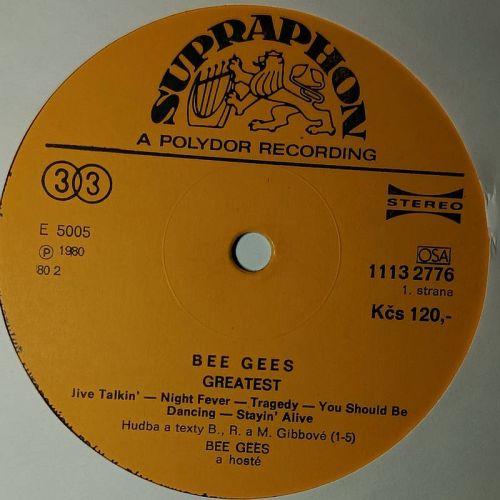 SUPRAPHON
A POLYDOR RECORDING
33
STEREO
E 5005
℗ 1980
80 2
OSA
1113 2776
1. strana
Kčs 120,-
BEE GEES
GREATEST
Jive Talkin' — Night Fever — Tragedy — You Should Be
Dancing — Stayin' Alive
Hudba a texty B., R. a M. Gibbové (1-5)
BEE GEES
a hosté